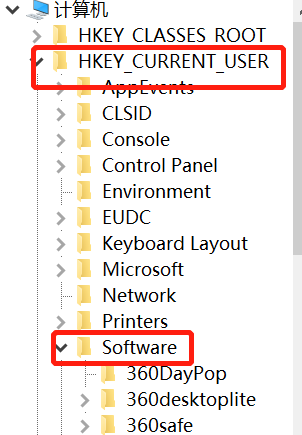 计算机
HKEY_CLASSES_ROOT
HKEY_CURRENT_USER
AppEvents
CLSID
Console
Control Panel
Environment
EUDC
Keyboard Layout
Microsoft
Network
Printers
Software
360DayPop
360desktoplite
360safe